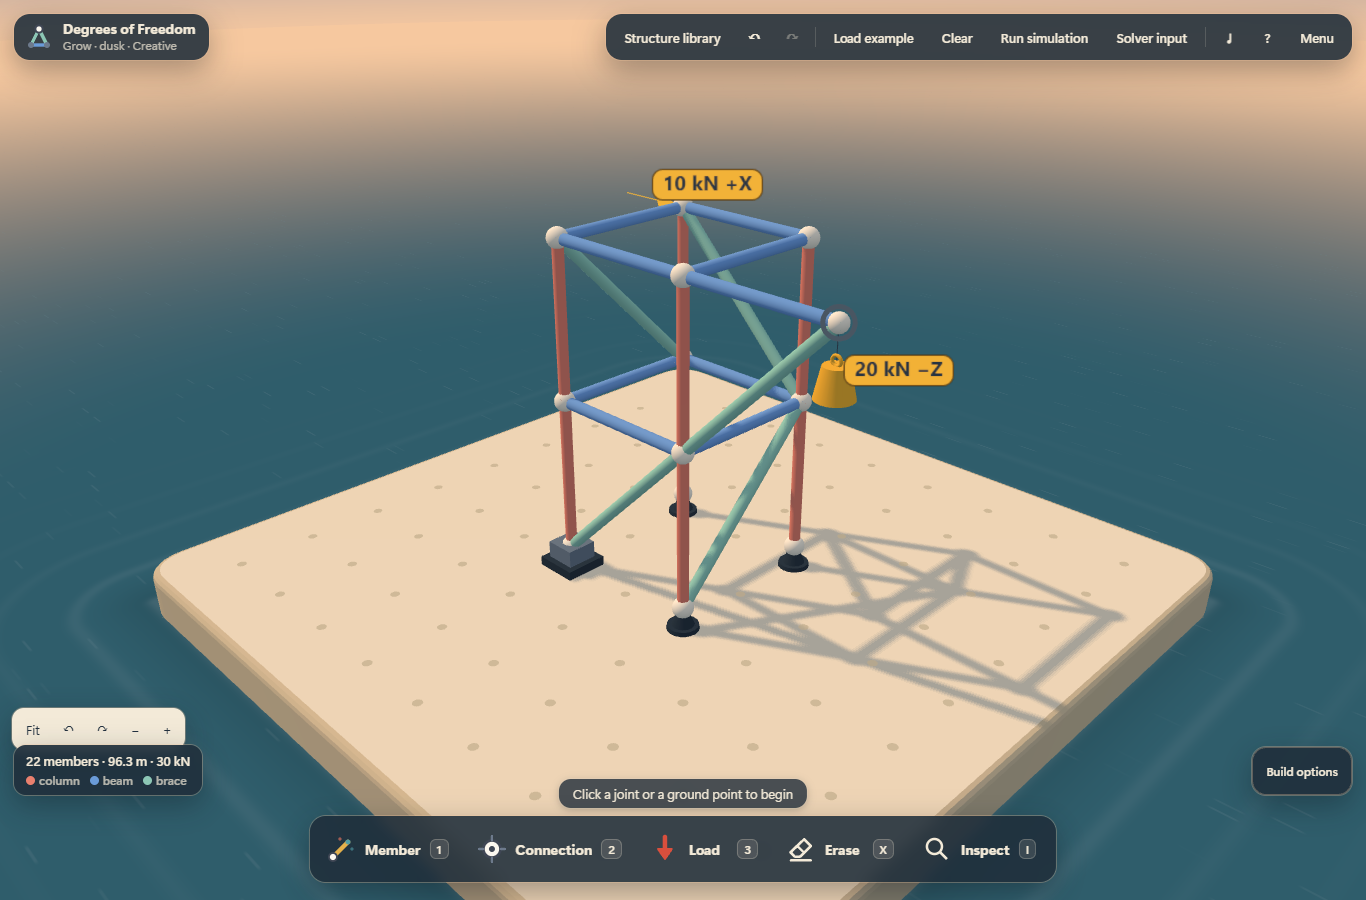 Degrees of Freedom
Grow · dusk · Creative
Structure library
Load example
Clear
Run simulation
Solver input
?
Menu
10 kN +X
20 kN −Z
Fit
−
+
22 members · 96.3 m · 30 kN
column
beam
brace
Build options
Click a joint or a ground point to begin
Member 1
Connection 2
Load 3
Erase X
Inspect I